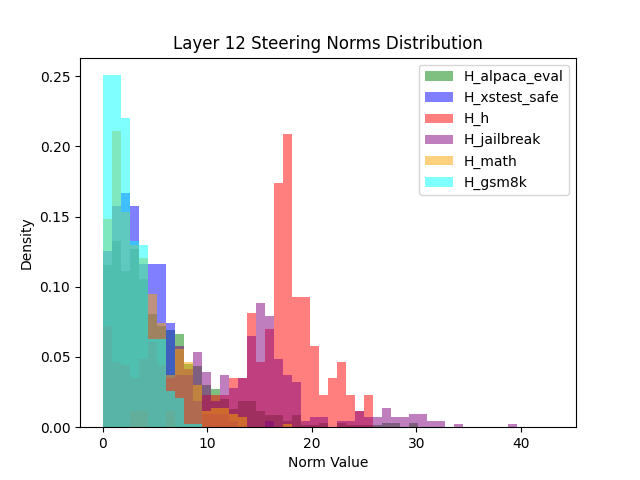 Layer 12 Steering Norms Distribution
H_alpaca_eval
H_xstest_safe
H_h
H_jailbreak
H_math
H_gsm8k
0.25
0.20
0.15
0.10
0.05
0.00
Density
0
10
20
30
40
Norm Value